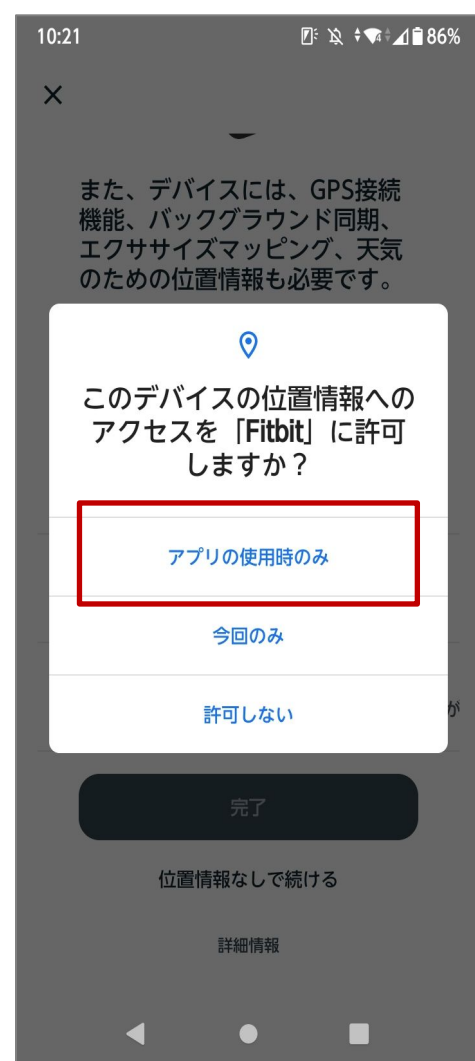 10:21
86%
また、デバイスには、GPS接続
機能、バックグラウンド同期、
エクササイズマッピング、天気
のための位置情報も必要です。
このデバイスの位置情報への
アクセスを「Fitbit」に許可
しますか？
アプリの使用時のみ
今回のみ
許可しない
が
完了
位置情報なしで続ける
詳細情報